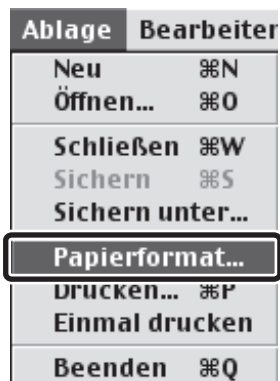 Ablage Bearbeiten
Neu ⌘N
Öffnen... ⌘O
Schließen ⌘W
Sichern ⌘S
Sichern unter...
Papierformat...
Drucken... ⌘P
Einmal drucken
Beenden ⌘Q